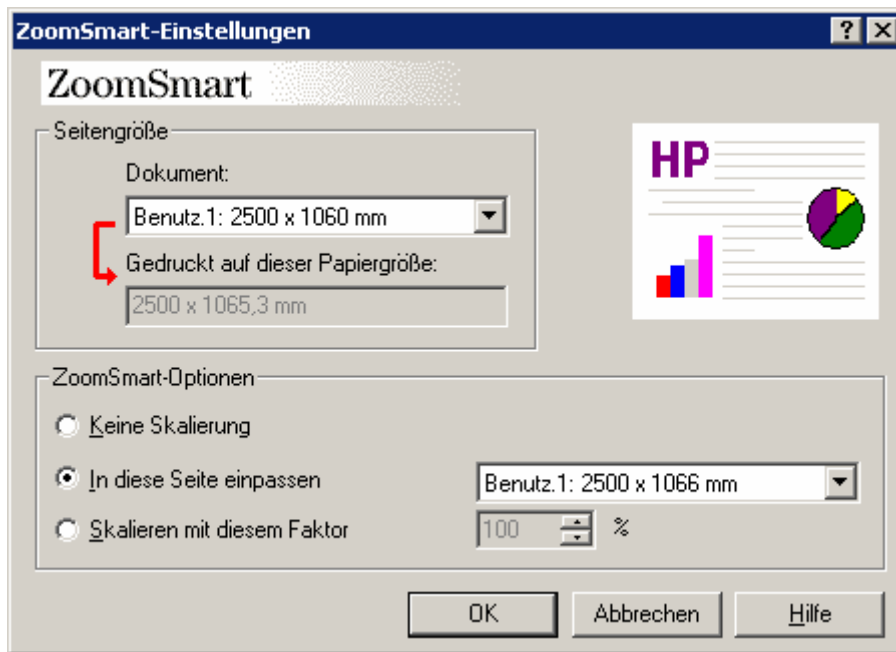 ZoomSmart-Einstellungen
ZoomSmart
Seitengröße
Dokument:
Benutz.1: 2500 x 1060 mm
Gedruckt auf dieser Papiergröße:
2500 x 1065,3 mm
HP
ZoomSmart-Optionen
Keine Skalierung
In diese Seite einpassen
Benutz.1: 2500 x 1066 mm
Skalieren mit diesem Faktor
100 %
OK Abbrechen Hilfe